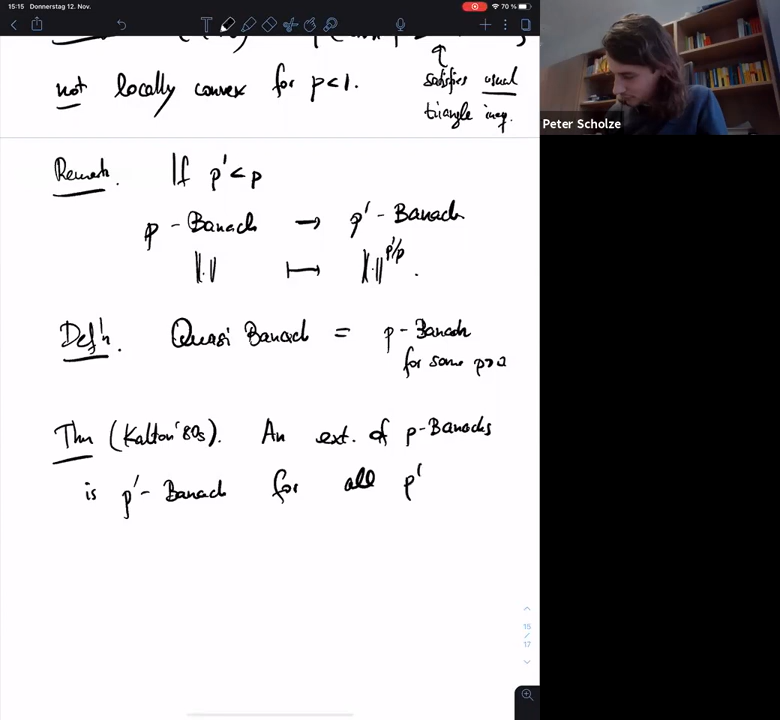 15:15 Donnerstag 12. Nov.
70 %
not locally convex for p<1.
satisfies usual
triangle ineq.
Peter Scholze
Remark. If p'<p
p-Banach → p'-Banach
‖·‖ ↦ ‖·‖^{p'/p}.
Def'n. Quasi Banach = p-Banach
for some p>0
Thm (Kalton '80s). An ext. of p-Banachs
is p'-Banach for all p'
15
/
17